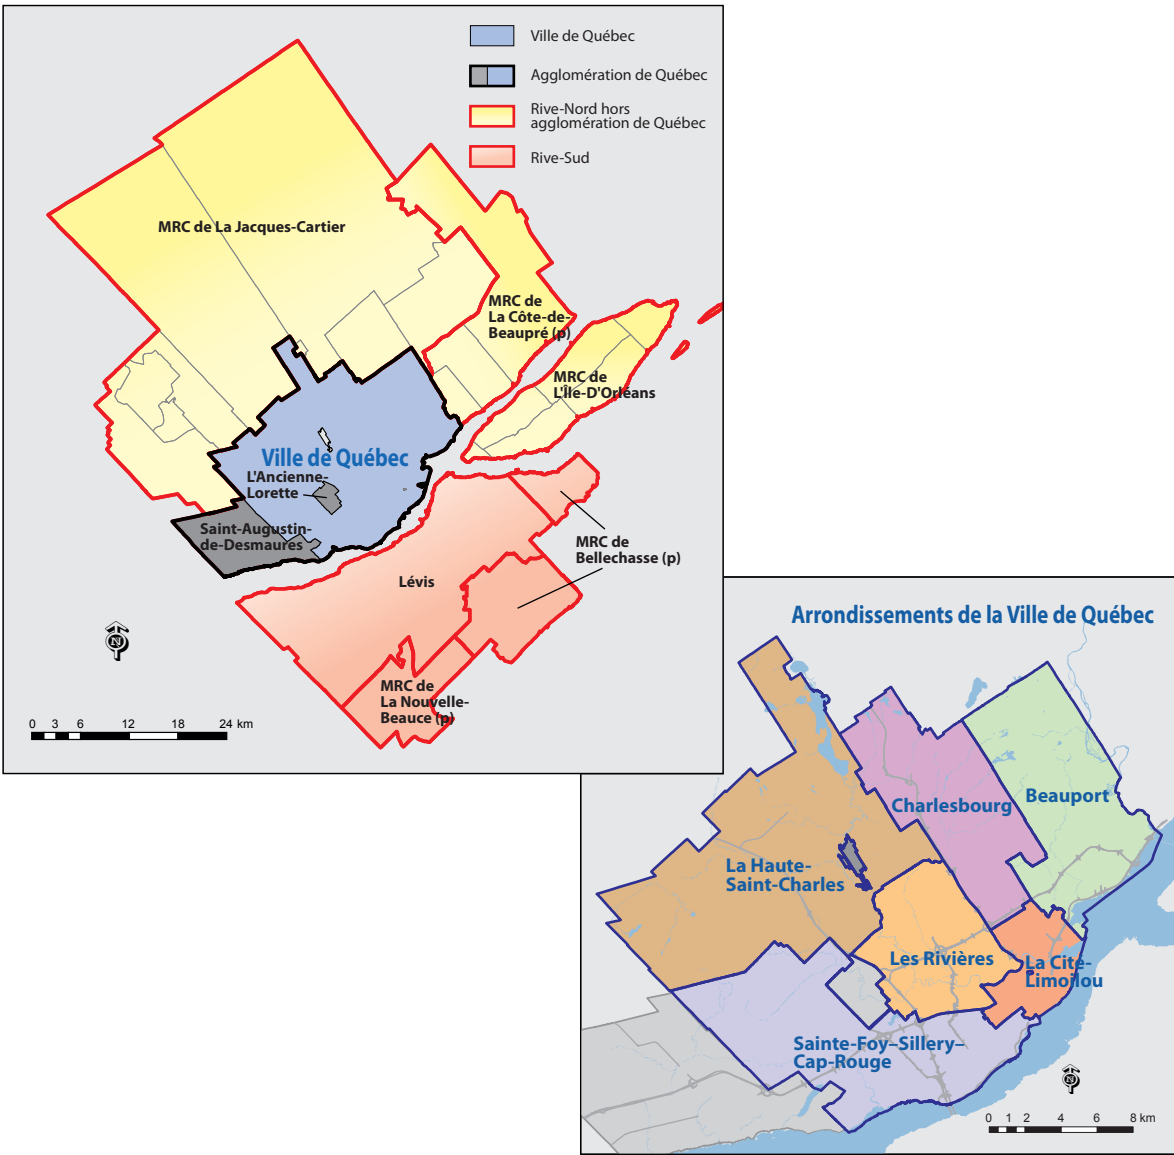 Ville de Québec
Agglomération de Québec
Rive-Nord hors
agglomération de Québec
Rive-Sud
MRC de La Jacques-Cartier
MRC de
La Côte-de-
Beaupré (p)
MRC de
L'Île-D'Orléans
Ville de Québec
L'Ancienne-
Lorette
Saint-Augustin-
de-Desmaures
MRC de
Bellechasse (p)
Lévis
MRC de
La Nouvelle-
Beauce (p)
N
0 3 6 12 18 24 km
Arrondissements de la Ville de Québec
Beauport
Charlesbourg
La Haute-
Saint-Charles
Les Rivières
La Cité-
Limoilou
Sainte-Foy–Sillery–
Cap-Rouge
N
0 1 2 4 6 8 km